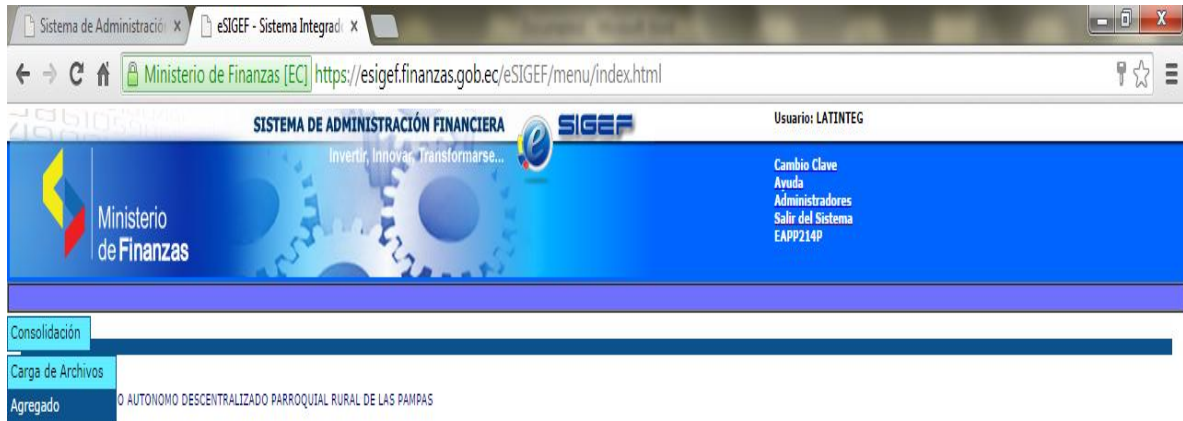 Sistema de Administració
eSIGEF - Sistema Integrad
Ministerio de Finanzas [EC] https://esigef.finanzas.gob.ec/eSIGEF/menu/index.html
SISTEMA DE ADMINISTRACIÓN FINANCIERA
e SIGEF
Usuario: LATINTEG
Invertir, Innovar, Transformarse...
Ministerio
de Finanzas
Cambio Clave
Ayuda
Administradores
Salir del Sistema
EAPP214P
Consolidación
Carga de Archivos
Agregado
O AUTONOMO DESCENTRALIZADO PARROQUIAL RURAL DE LAS PAMPAS